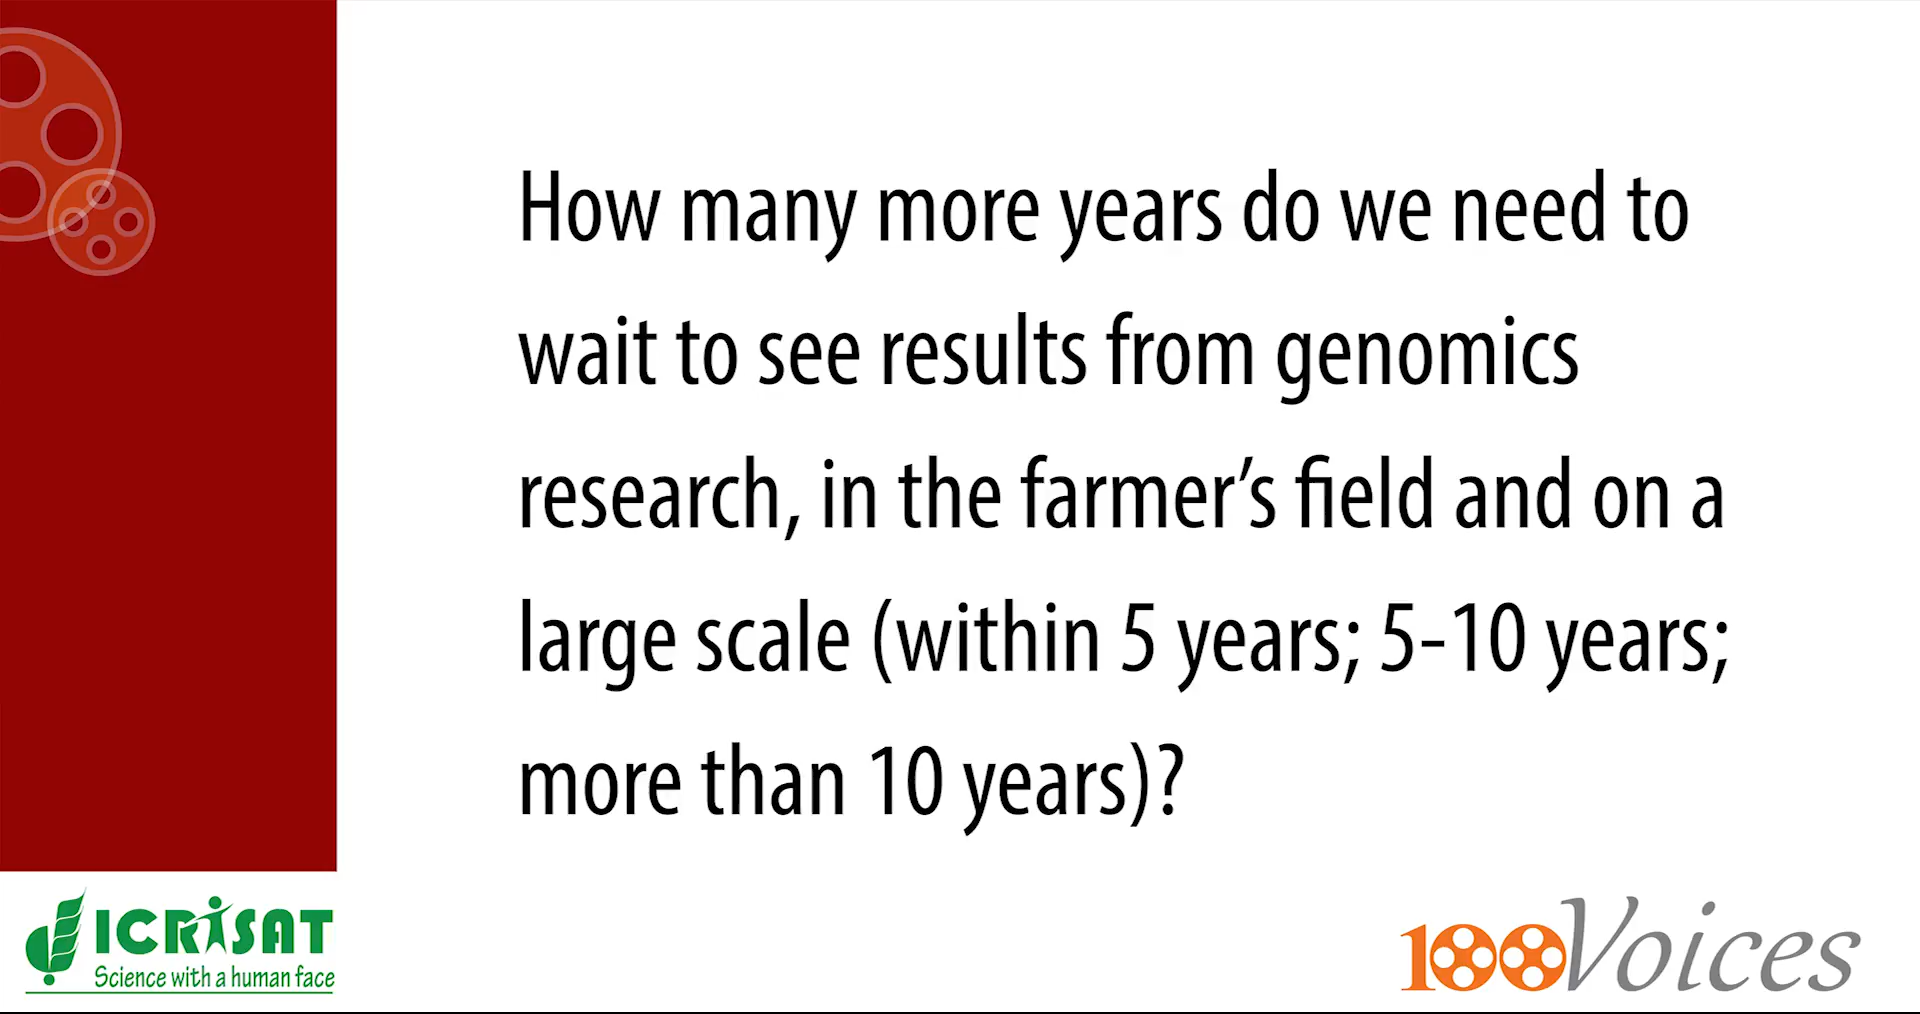 How many more years do we need to
wait to see results from genomics
research, in the farmer’s field and on a
large scale (within 5 years; 5-10 years;
more than 10 years)?
ICRISAT
Science with a human face
100Voices